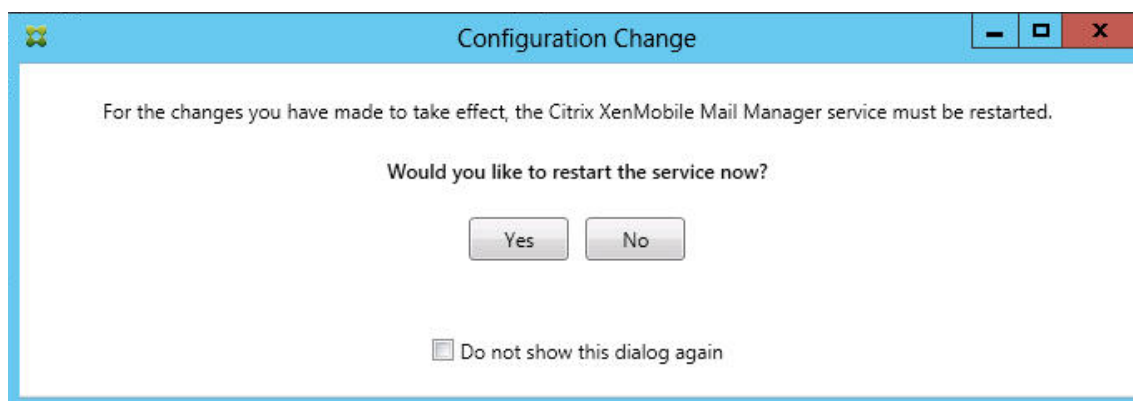 Configuration Change
For the changes you have made to take effect, the Citrix XenMobile Mail Manager service must be restarted.
Would you like to restart the service now?
Yes No
Do not show this dialog again